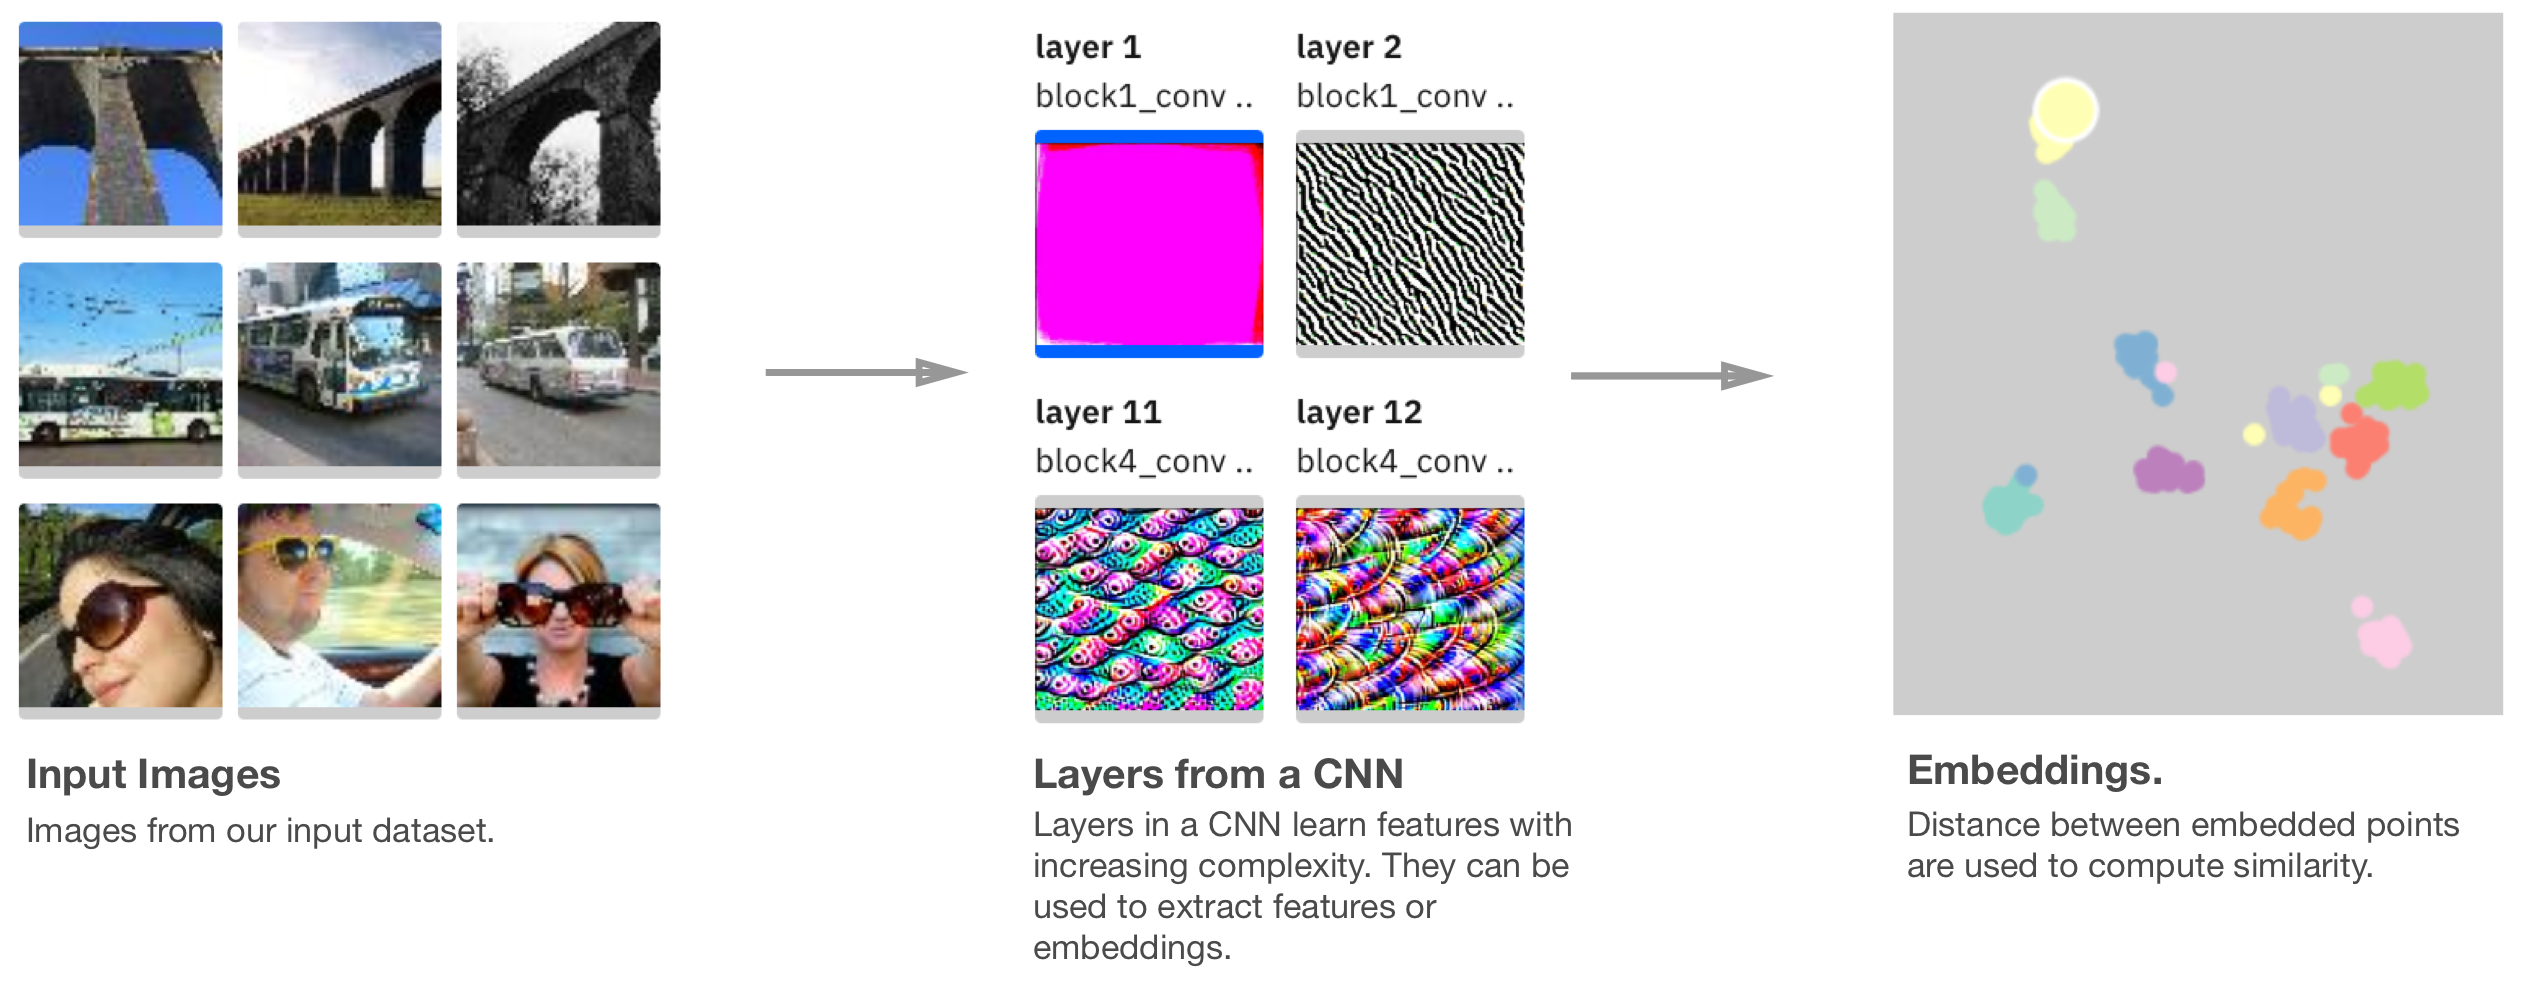 layer 1
block1_conv ..
layer 2
block1_conv ..
layer 11
block4_conv ..
layer 12
block4_conv ..
Input Images
Images from our input dataset.
Layers from a CNN
Layers in a CNN learn features with
increasing complexity. They can be
used to extract features or
embeddings.
Embeddings.
Distance between embedded points
are used to compute similarity.